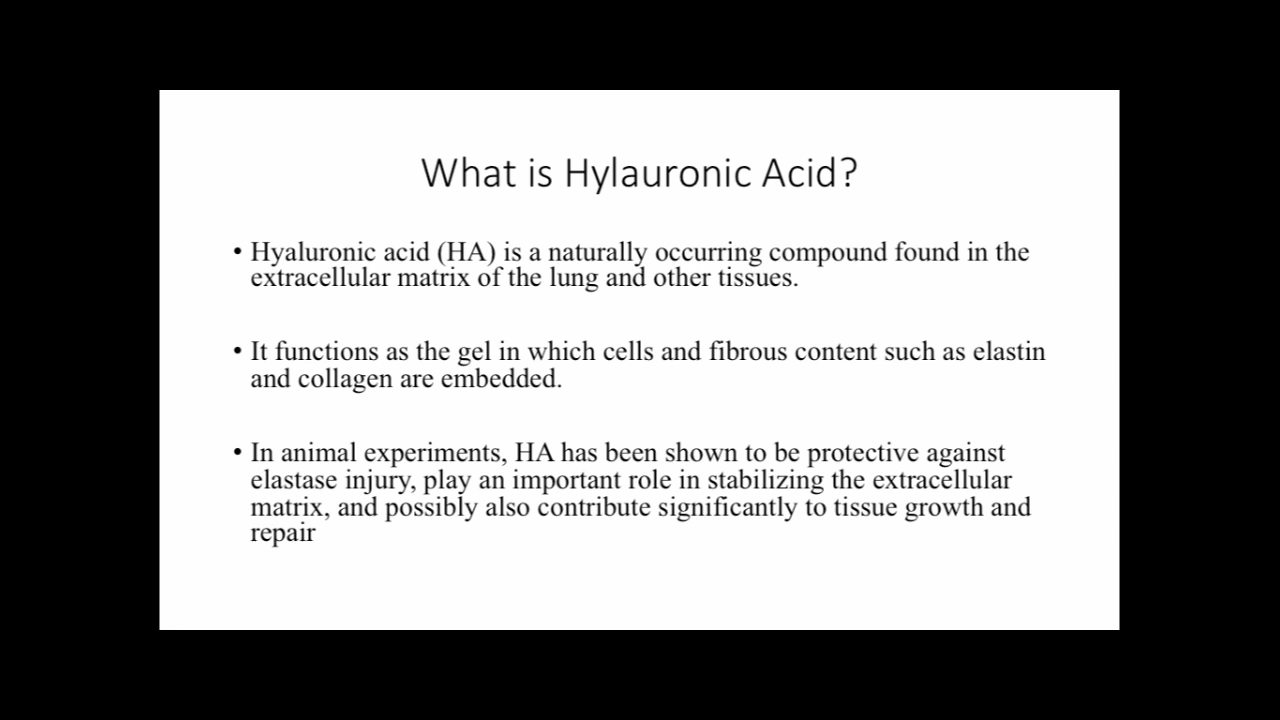 What is Hylauronic Acid?
• Hyaluronic acid (HA) is a naturally occurring compound found in the
extracellular matrix of the lung and other tissues.
• It functions as the gel in which cells and fibrous content such as elastin
and collagen are embedded.
• In animal experiments, HA has been shown to be protective against
elastase injury, play an important role in stabilizing the extracellular
matrix, and possibly also contribute significantly to tissue growth and
repair